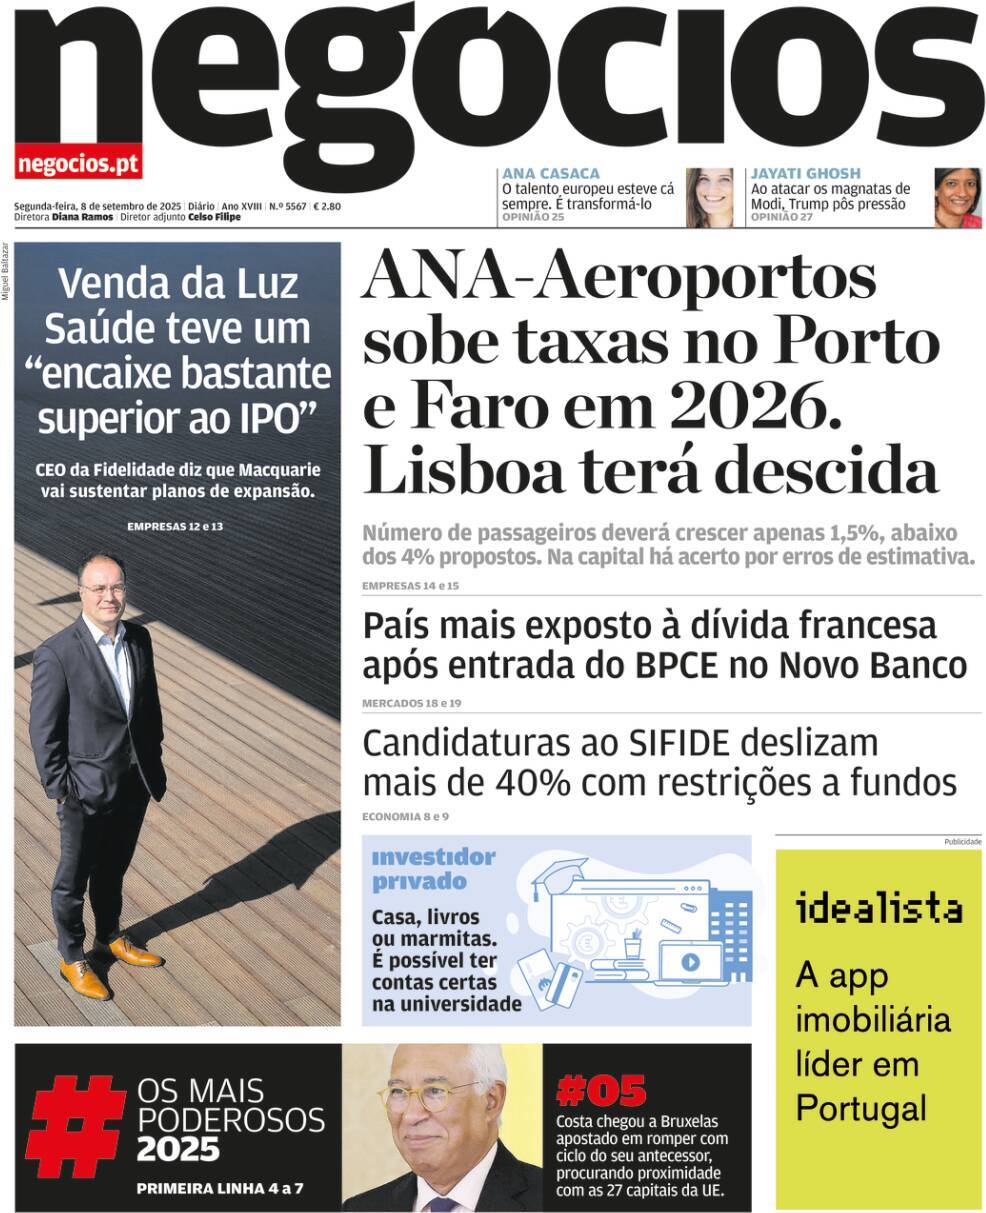 negocios
negocios.pt
Segunda-feira, 8 de setembro de 2025 | Diário | Ano XVIII | N.º 5567 | € 2.80
Diretora Diana Ramos | Diretor adjunto Celso Filipe
ANA CASACA
O talento europeu esteve cá
sempre. É transformá-lo
OPINIÃO 25
JAYATI GHOSH
Ao atacar os magnatas de
Modi, Trump pôs pressão
OPINIÃO 27
Miguel Baltazar
Venda da Luz
Saúde teve um
“encaixe bastante
superior ao IPO”
CEO da Fidelidade diz que Macquarie
vai sustentar planos de expansão.
EMPRESAS 12 e 13
ANA-Aeroportos
sobe taxas no Porto
e Faro em 2026.
Lisboa terá descida
Número de passageiros deverá crescer apenas 1,5%, abaixo
dos 4% propostos. Na capital há acerto por erros de estimativa.
EMPRESAS 14 e 15
País mais exposto à dívida francesa
após entrada do BPCE no Novo Banco
MERCADOS 18 e 19
Candidaturas ao SIFIDE deslizam
mais de 40% com restrições a fundos
ECONOMIA 8 e 9
investidor
privado
Casa, livros
ou marmitas.
É possível ter
contas certas
na universidade
Publicidade
idealista
A app
imobiliária
líder em
Portugal
# OS MAIS
PODEROSOS
2025
PRIMEIRA LINHA 4 a 7
#05
Costa chegou a Bruxelas
apostado em romper com
ciclo do seu antecessor,
procurando proximidade
com as 27 capitais da UE.